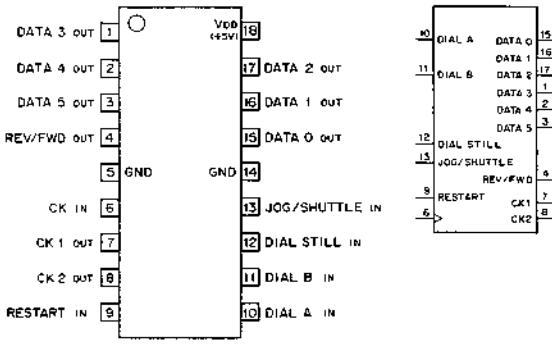 DATA 3 OUT 1
VDD (+5V) 18
DATA 4 OUT 2
17 DATA 2 OUT
DATA 5 OUT 3
16 DATA 1 OUT
REV/FWD OUT 4
15 DATA 0 OUT
5 GND
GND 14
CK IN 6
13 JOG/SHUTTLE IN
CK 1 OUT 7
12 DIAL STILL IN
CK 2 OUT 8
11 DIAL B IN
RESTART IN 9
10 DIAL A IN
10 DIAL A
DATA 0 15
DATA 1 16
11 DIAL B
DATA 2 17
DATA 3 1
DATA 4 2
DATA 5 3
12 DIAL STILL
13 JOG/SHUTTLE
REV/FWD 4
9 RESTART
CK1 7
6
CK2 8